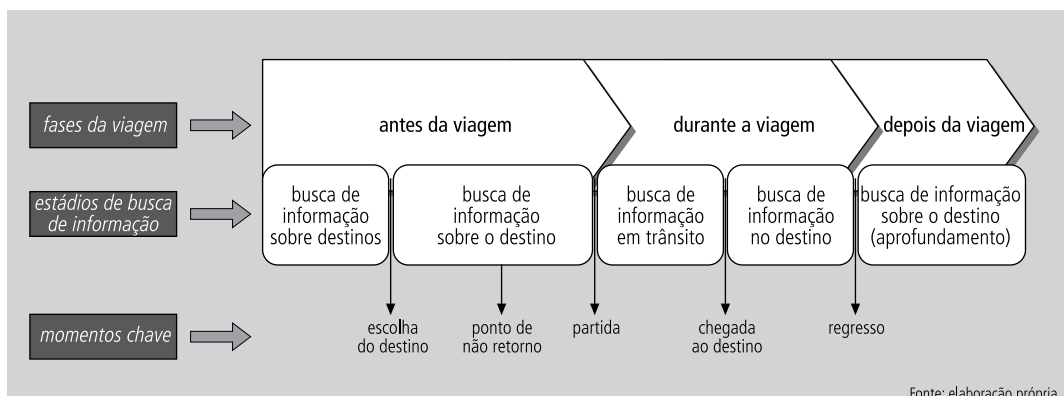 fases da viagem
antes da viagem
durante a viagem
depois da viagem
estádios de busca
de informação
busca de
informação
sobre destinos
busca de
informação
sobre o destino
busca de
informação
em trânsito
busca de
informação
no destino
busca de informação
sobre o destino
(aprofundamento)
momentos chave
escolha
do destino
ponto de
não retorno
partida
chegada
ao destino
regresso
Fonte: elaboração própria